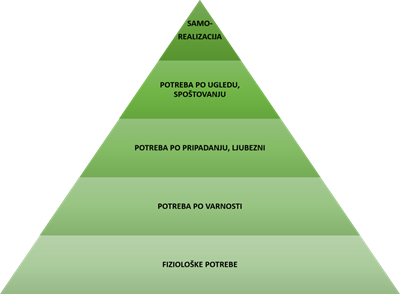 SAMO-
REALIZACIJA
POTREBA PO UGLEDU,
SPOŠTOVANJU
POTREBA PO PRIPADANJU, LJUBEZNI
POTREBA PO VARNOSTI
FIZIOLOŠKE POTREBE